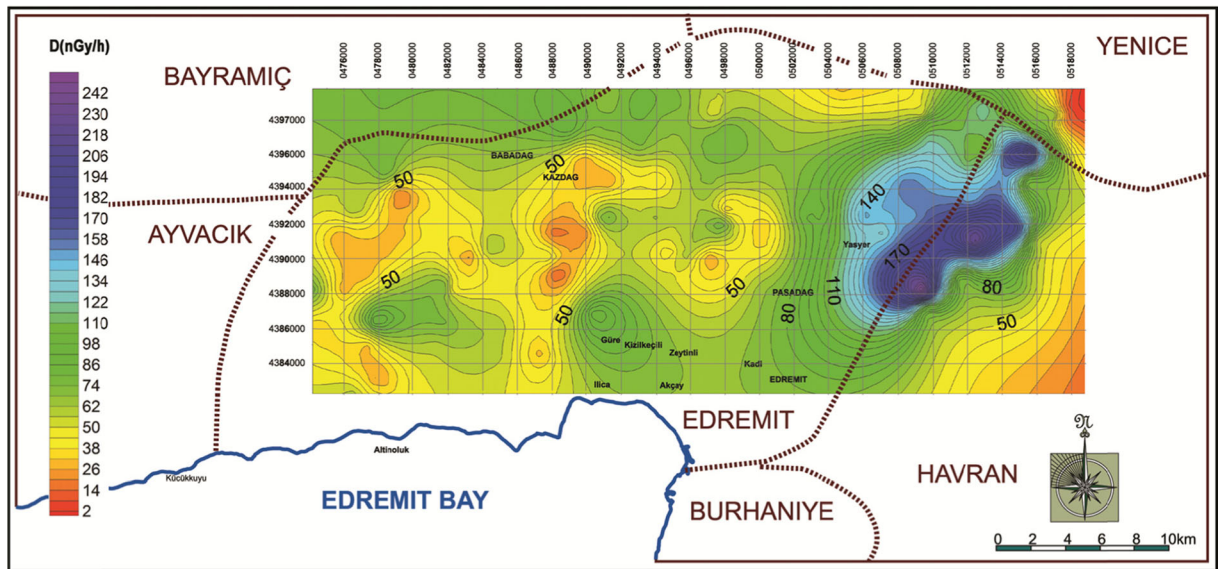 D(nGy/h)
242
230
218
206
194
182
170
158
146
134
122
110
98
86
74
62
50
38
26
14
2
BAYRAMIÇ
YENICE
AYVACIK
0476000
0478000
0480000
0482000
0484000
0486000
0488000
0490000
0492000
0494000
0496000
0498000
0500000
0502000
0504000
0506000
0508000
0510000
0512000
0514000
0516000
0518000
4397000
4396000
4394000
4392000
4390000
4388000
4386000
4384000
BABADAG
50
KAZDAG
50
140
Yasyer
170
50
50
50
PASADAG
80
110
80
50
Güre
Kizilkeçili
Zeytinli
Kadi
Ilica
Akçay
EDREMIT
EDREMIT
Altinoluk
Kücükkuyu
EDREMIT BAY
HAVRAN
BURHANIYE
N
0 2 4 6 8 10km